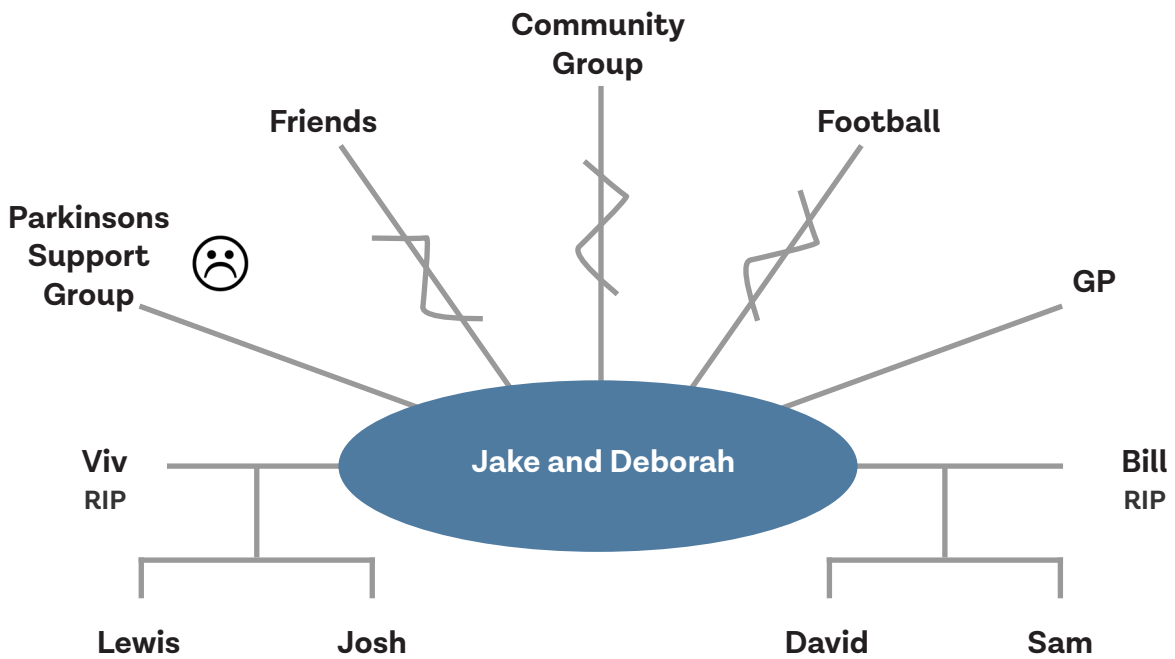 Community
Group
Friends
Football
Parkinsons
Support
Group
GP
Jake and Deborah
Viv
RIP
Bill
RIP
Lewis
Josh
David
Sam